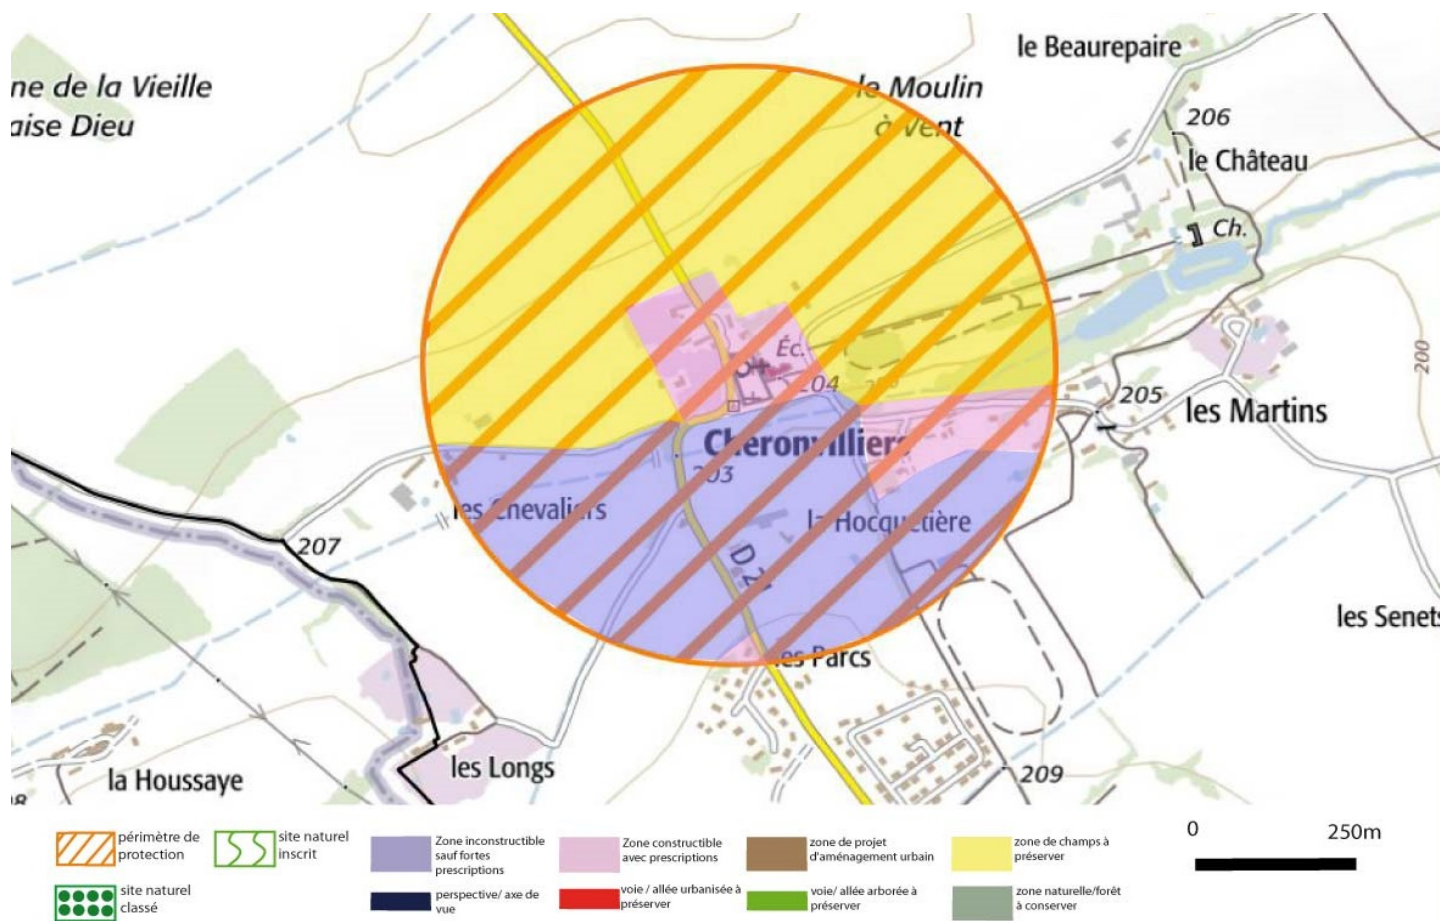 le Beaurepaire
ne de la Vieille
aise Dieu
le Moulin
à Vent
206
le Château
Ch.
200
Éc.
204
205
les Martins
Cheronvilliers
203
les Chevaliers
la Hocquetière
207
D 2
les Parcs
les Senets
les Longs
la Houssaye
209
périmètre de
protection
site naturel
inscrit
site naturel
classé
Zone inconstructible
sauf fortes
prescriptions
perspective/ axe de
vue
Zone constructible
avec prescriptions
voie / allée urbanisée à
préserver
zone de projet
d'aménagement urbain
voie/ allée arborée à
préserver
zone de champs à
préserver
zone naturelle/forêt
à conserver
0 250m